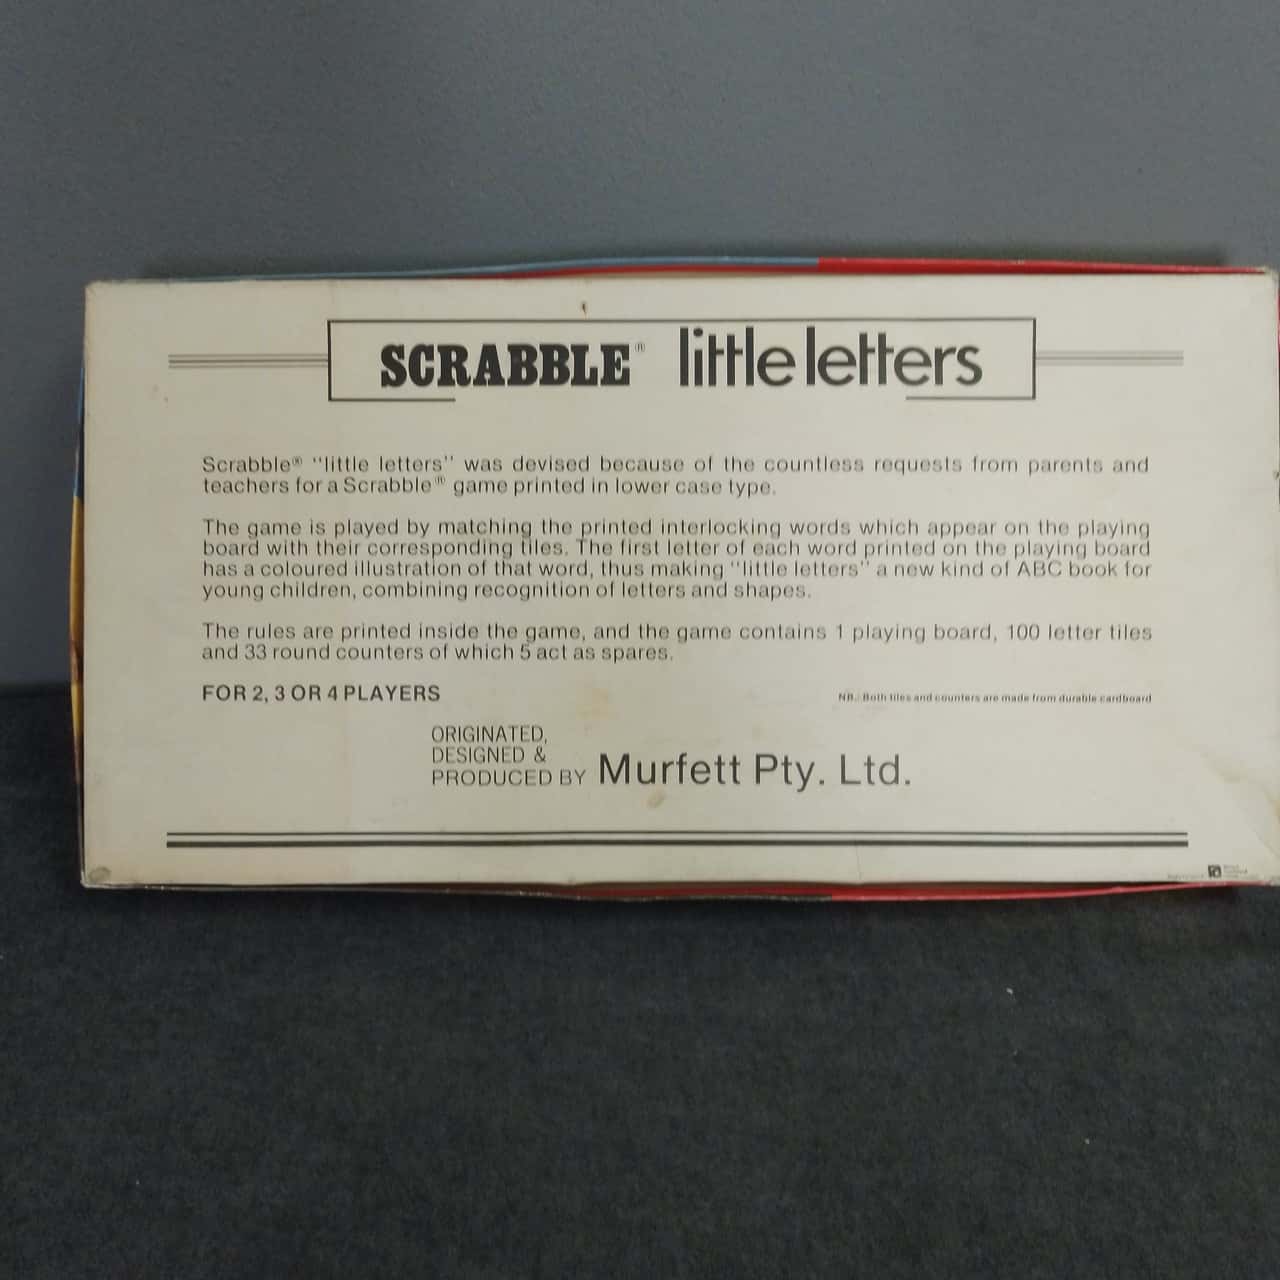 SCRABBLE® little letters
Scrabble® "little letters" was devised because of the countless requests from parents and
teachers for a Scrabble® game printed in lower case type.
The game is played by matching the printed interlocking words which appear on the playing
board with their corresponding tiles. The first letter of each word printed on the playing board
has a coloured illustration of that word, thus making "little letters" a new kind of ABC book for
young children, combining recognition of letters and shapes.
The rules are printed inside the game, and the game contains 1 playing board, 100 letter tiles
and 33 round counters of which 5 act as spares.
FOR 2, 3 OR 4 PLAYERS
NB.: Both tiles and counters are made from durable cardboard
ORIGINATED,
DESIGNED &
PRODUCED BY Murfett Pty. Ltd.